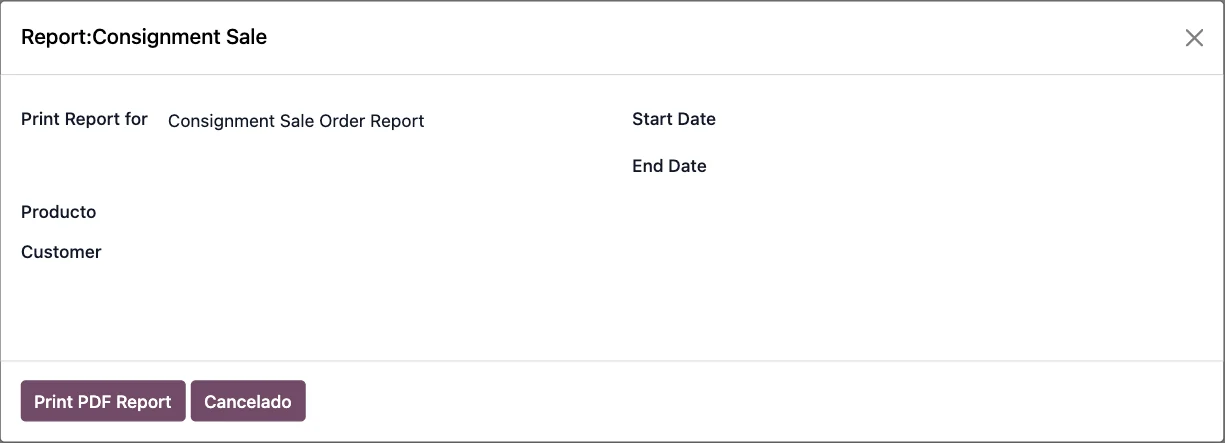 Report:Consignment Sale
Print Report for Consignment Sale Order Report
Start Date
End Date
Producto
Customer
Print PDF Report Cancelado